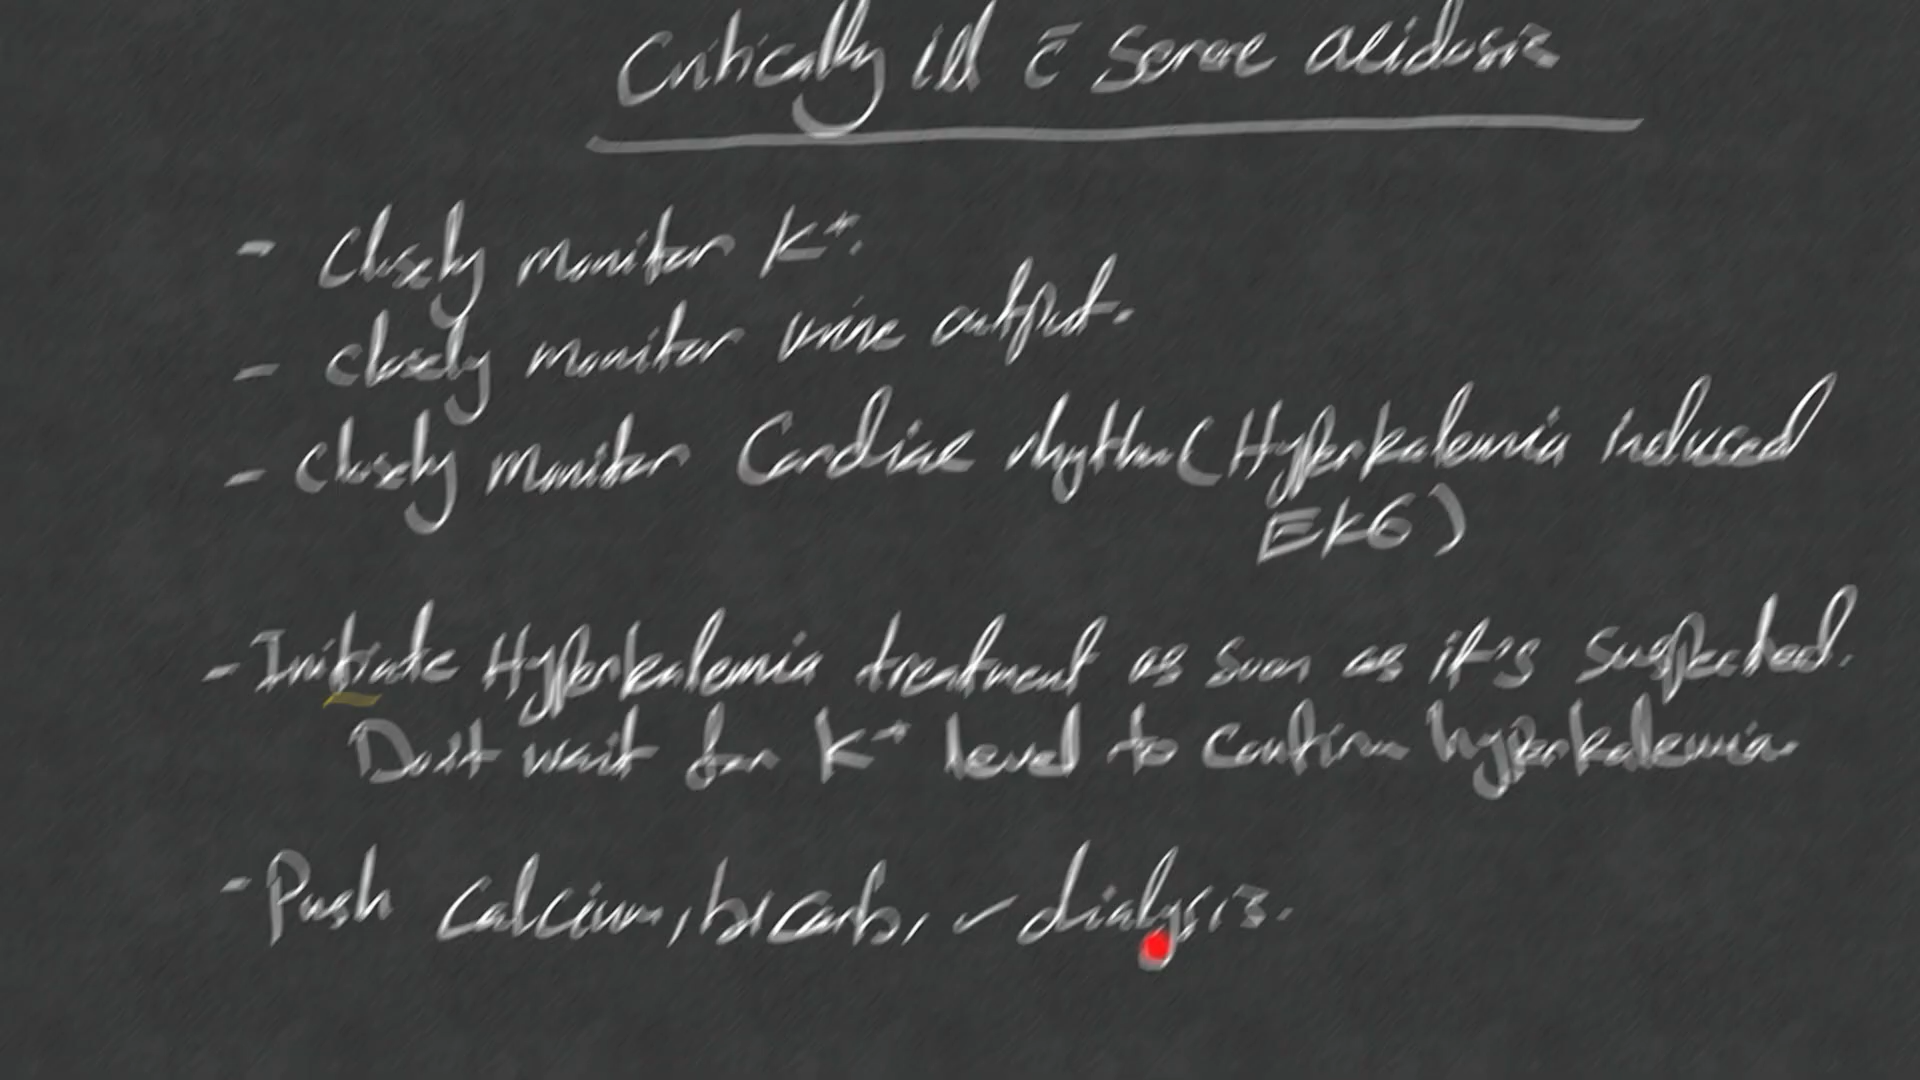 Critically ill c̄ severe acidosis
- Closely monitor K+.
- Closely monitor urine output.
- Closely monitor Cardiac rhythm (Hyperkalemia induced
EKG)
- Initiate Hyperkalemia treatment as soon as it's suspected.
Don't wait for K+ level to confirm hyperkalemia
- Push Calcium, bicarb, dialysis.